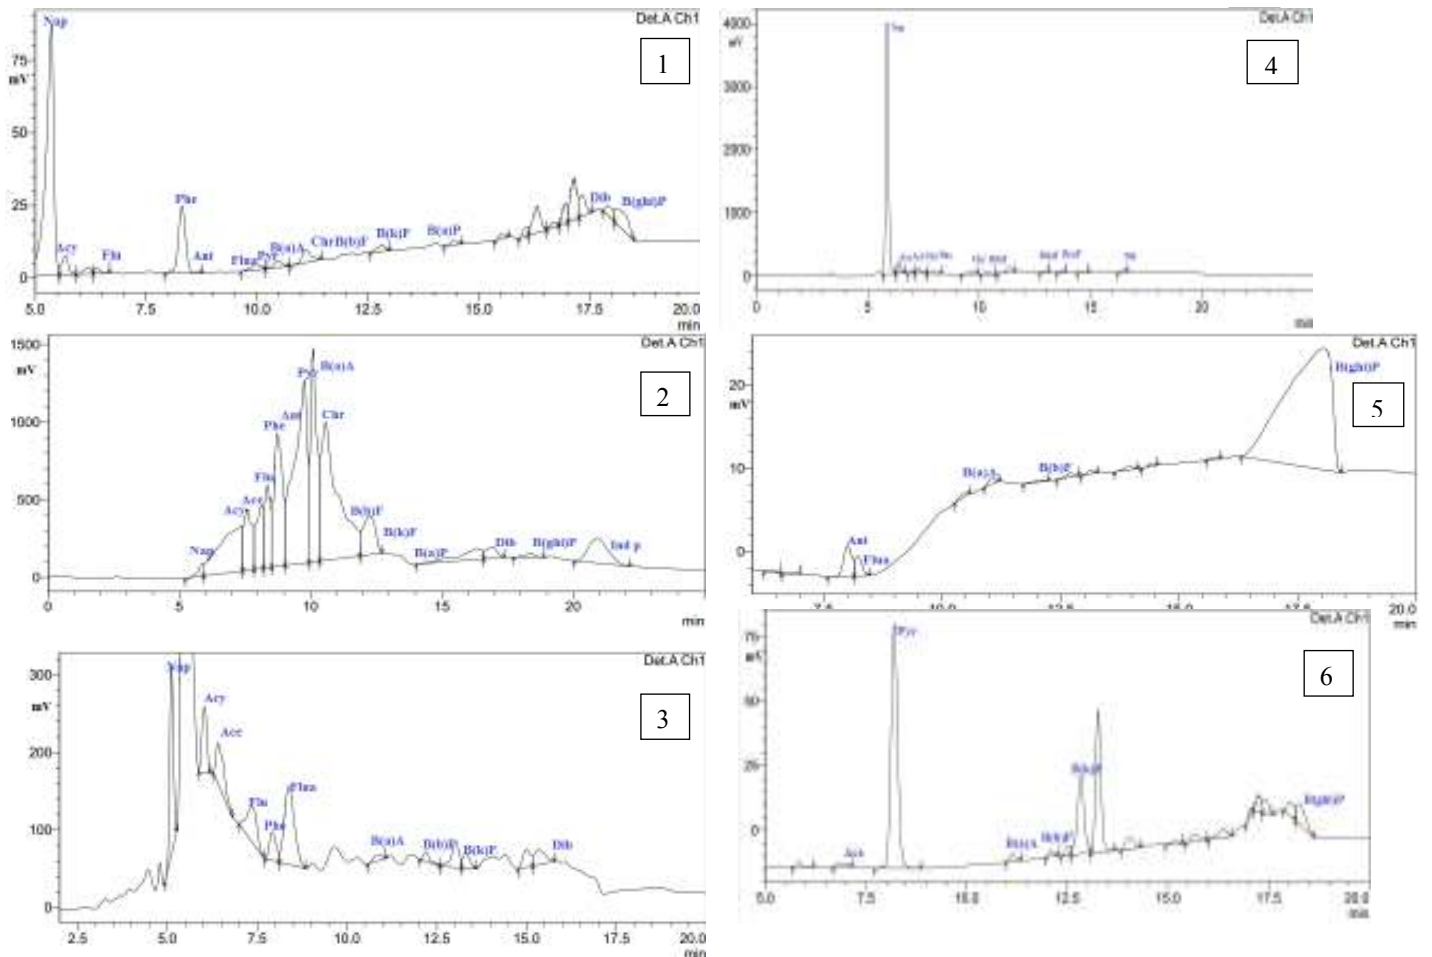 Det.A Ch1
1
Nap
75
mV
50
25
0
Acy
Flu
Phe
Ant
Flua
Pyr
B(a)A
Chr
B(b)F
B(k)F
B(a)P
Dib
B(ghi)P
5.0 7.5 10.0 12.5 15.0 17.5 20.0
min
Det.A Ch1
4
4000
mV
3000
2000
1000
0
0 5 10 15 20
min
Det.A Ch1
2
1500
mV
1000
500
0
Nap
Acy
Ace
Flu
Phe
Ant
Pyr
B(a)A
Chr
B(b)F
B(k)F
B(a)P
Dib
B(ghi)P
Ind p
0 5 10 15 20
min
Det.A Ch1
5
20
mV
10
0
Ant
Flua
B(a)A
B(b)F
B(ghi)P
7.5 10.0 12.5 15.0 17.5 20.0
min
Det.A Ch1
3
300
mV
200
100
0
Nap
Acy
Ace
Flu
Phe
Flua
B(a)A
B(b)F
B(k)F
Dib
2.5 5.0 7.5 10.0 12.5 15.0 17.5 20.0
min
Det.A Ch1
6
75
mV
50
25
0
Pyr
B(a)A
B(b)F
B(k)F
B(ghi)P
5.0 7.5 10.0 12.5 15.0 17.5 20.0
min